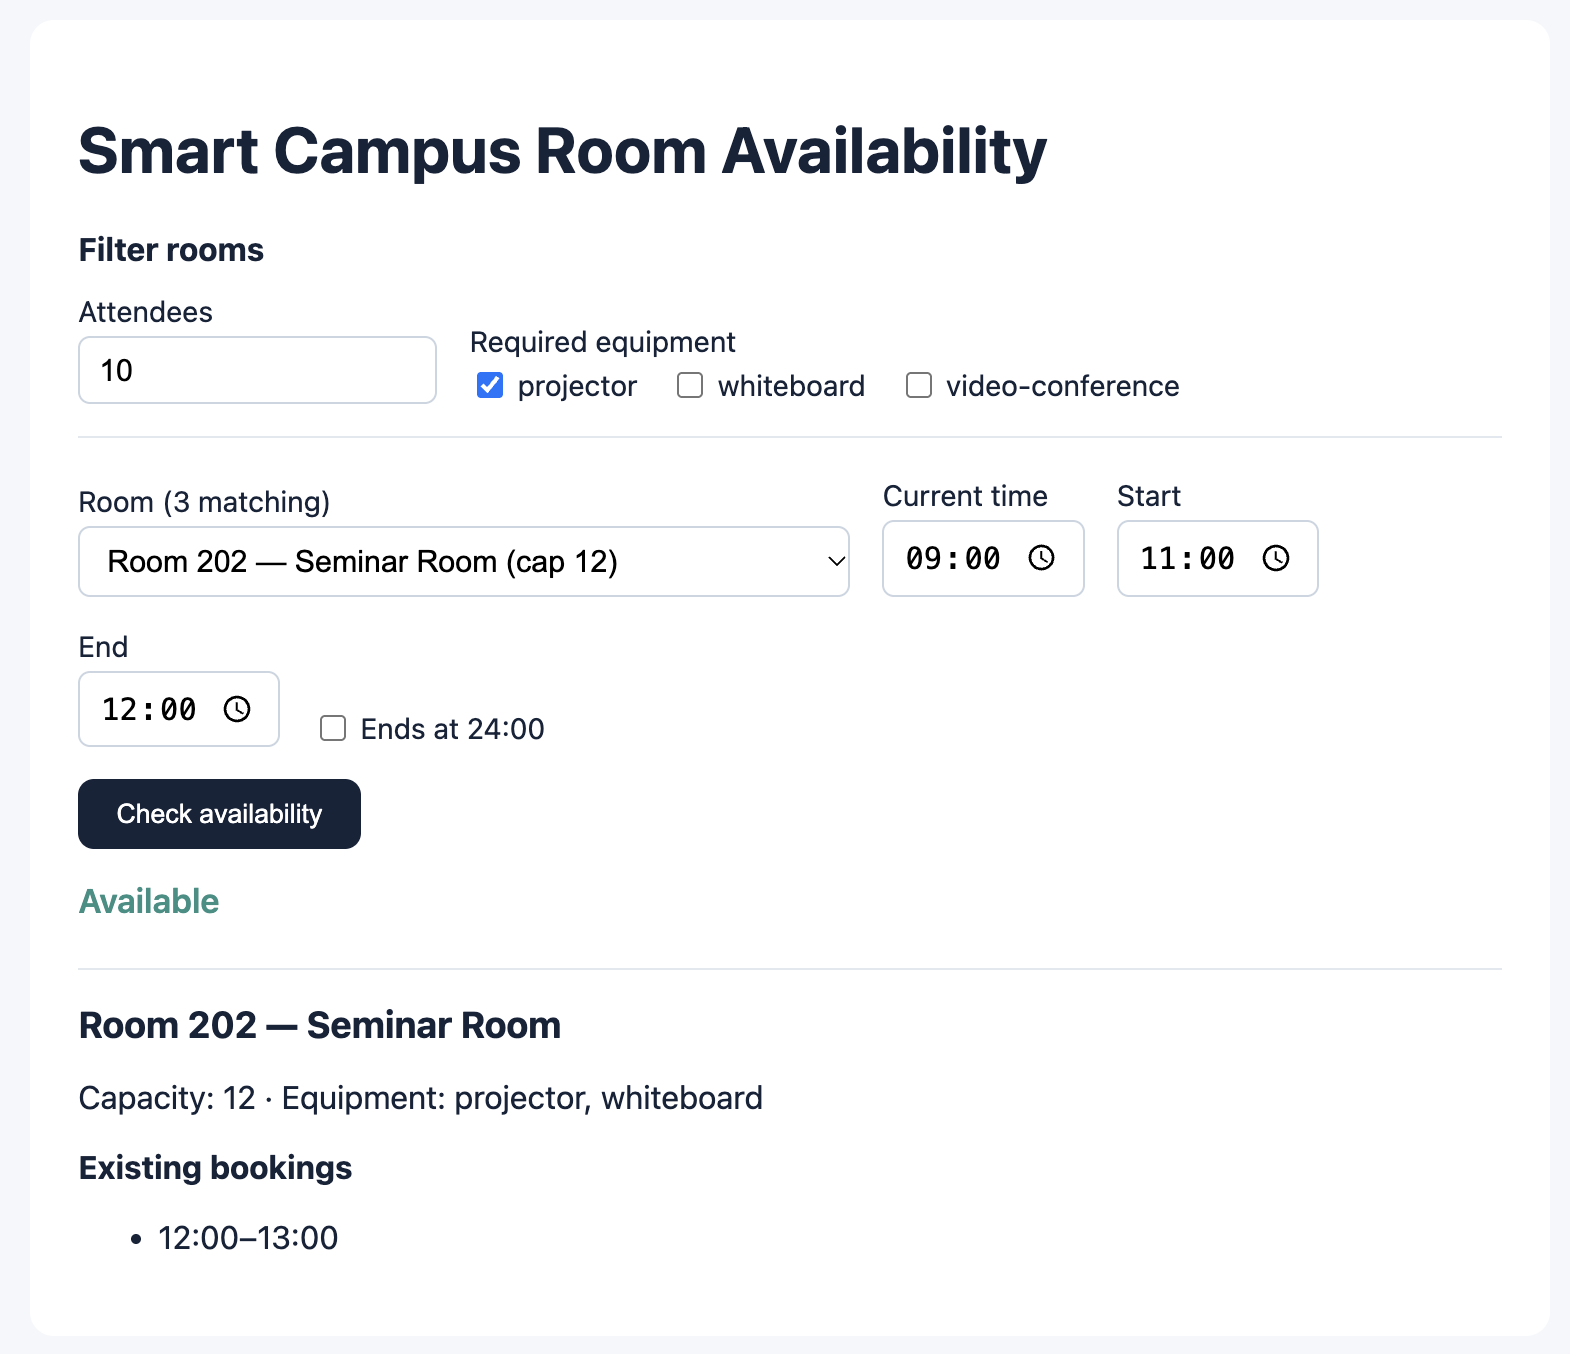 Smart Campus Room Availability
Filter rooms
Attendees
10
Required equipment
projector whiteboard video-conference
Room (3 matching)
Room 202 — Seminar Room (cap 12)
Current time
09:00
Start
11:00
End
12:00
Ends at 24:00
Check availability
Available
Room 202 — Seminar Room
Capacity: 12 · Equipment: projector, whiteboard
Existing bookings
• 12:00–13:00